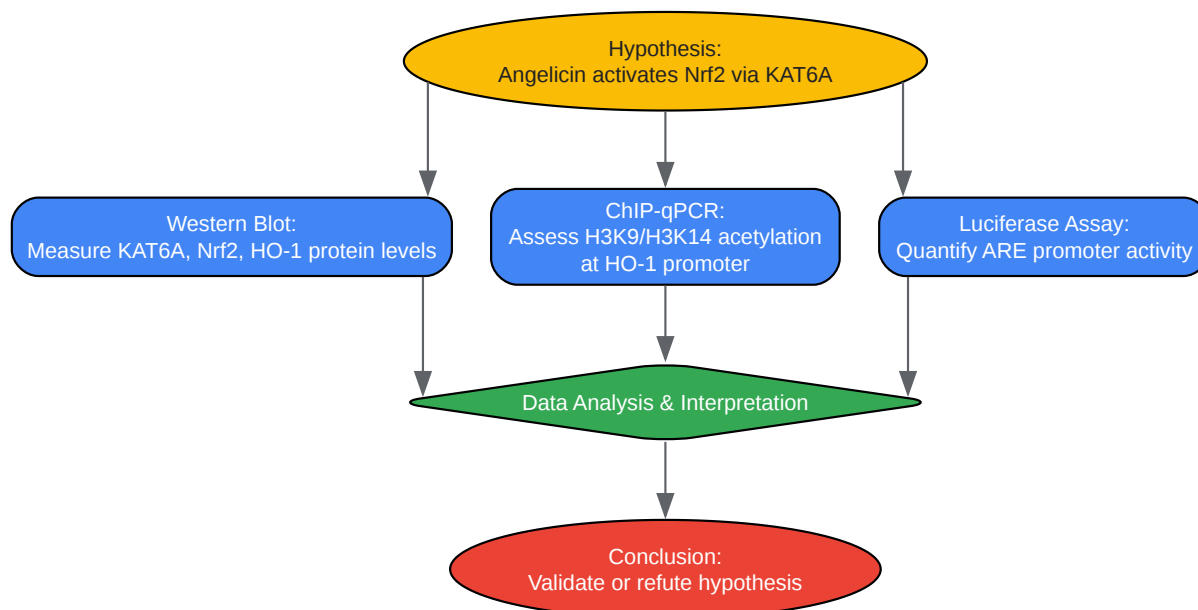 Hypothesis:
Angelicin activates Nrf2 via KAT6A
Western Blot:
Measure KAT6A, Nrf2, HO-1 protein levels
ChIP-qPCR:
Assess H3K9/H3K14 acetylation
at HO-1 promoter
Luciferase Assay:
Quantify ARE promoter activity
Data Analysis & Interpretation
Conclusion:
Validate or refute hypothesis